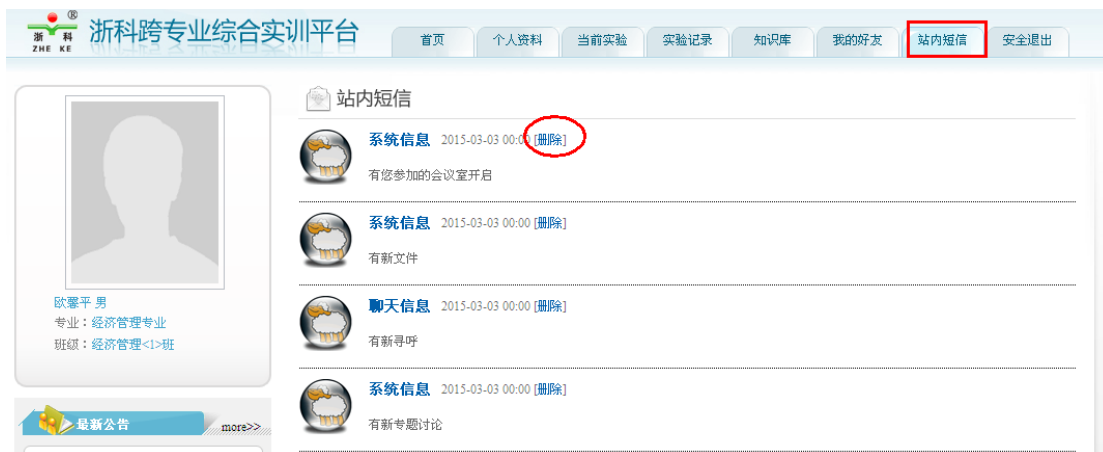 浙科 ® 浙科跨专业综合实训平台
ZHE KE
首页 个人资料 当前实验 实验记录 知识库 我的好友 站内短信 安全退出
站内短信
系统信息 2015-03-03 00:00 [删除]
有您参加的会议室开启
系统信息 2015-03-03 00:00 [删除]
有新文件
聊天信息 2015-03-03 00:00 [删除]
有新寻呼
系统信息 2015-03-03 00:00 [删除]
有新专题讨论
欧馨平 男
专业：经济管理专业
班级：经济管理<1>班
最新公告 more>>